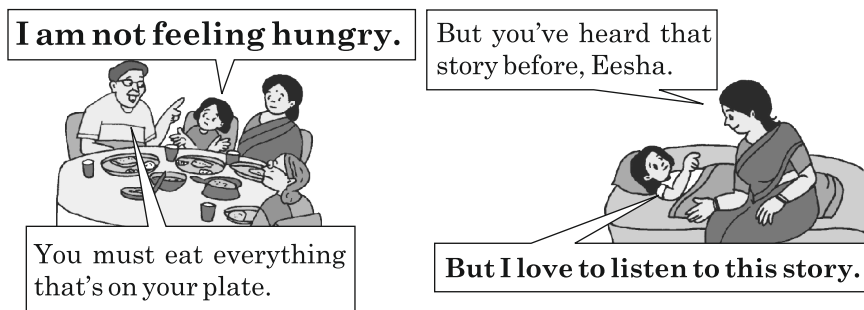 I am not feeling hungry.
You must eat everything
that's on your plate.
But you've heard that
story before, Eesha.
But I love to listen to this story.